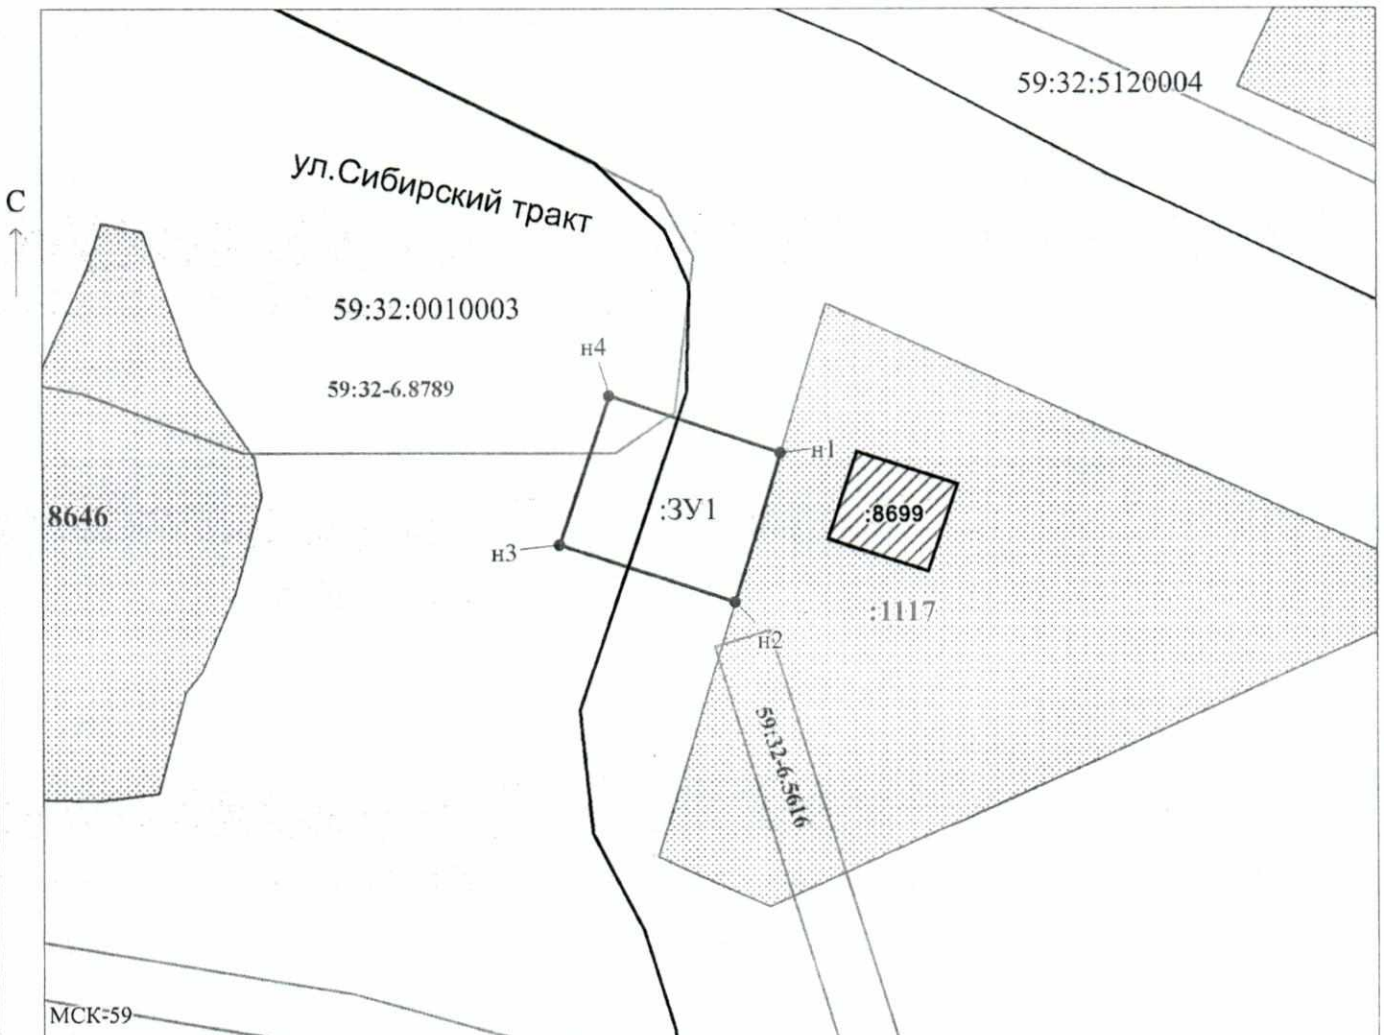 59:32:5120004
ул.Сибирский тракт
С
59:32:0010003
н4
59:32-6.8789
н1
:ЗУ1
:8699
8646
н3
:1117
н2
59:32-6.5616
МСК-59